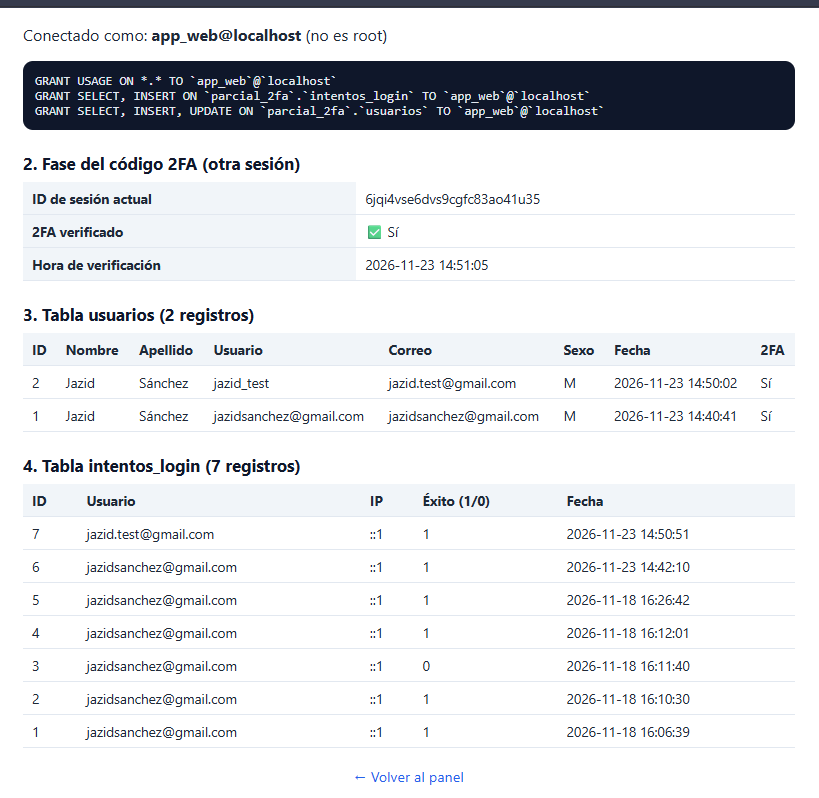 Conectado como: app_web@localhost (no es root)
GRANT USAGE ON *.* TO `app_web`@`localhost`
GRANT SELECT, INSERT ON `parcial_2fa`.`intentos_login` TO `app_web`@`localhost`
GRANT SELECT, INSERT, UPDATE ON `parcial_2fa`.`usuarios` TO `app_web`@`localhost`
2. Fase del código 2FA (otra sesión)
ID de sesión actual 6jqi4vse6dvs9cgfc83ao41u35
2FA verificado ✅ Sí
Hora de verificación 2026-11-23 14:51:05
3. Tabla usuarios (2 registros)
ID Nombre Apellido Usuario Correo Sexo Fecha 2FA
2 Jazid Sánchez jazid_test jazid.test@gmail.com M 2026-11-23 14:50:02 Sí
1 Jazid Sánchez jazidsanchez@gmail.com jazidsanchez@gmail.com M 2026-11-23 14:40:41 Sí
4. Tabla intentos_login (7 registros)
ID Usuario IP Éxito (1/0) Fecha
7 jazid.test@gmail.com ::1 1 2026-11-23 14:50:51
6 jazidsanchez@gmail.com ::1 1 2026-11-23 14:42:10
5 jazidsanchez@gmail.com ::1 1 2026-11-18 16:26:42
4 jazidsanchez@gmail.com ::1 1 2026-11-18 16:12:01
3 jazidsanchez@gmail.com ::1 0 2026-11-18 16:11:40
2 jazidsanchez@gmail.com ::1 1 2026-11-18 16:10:30
1 jazidsanchez@gmail.com ::1 1 2026-11-18 16:06:39
← Volver al panel